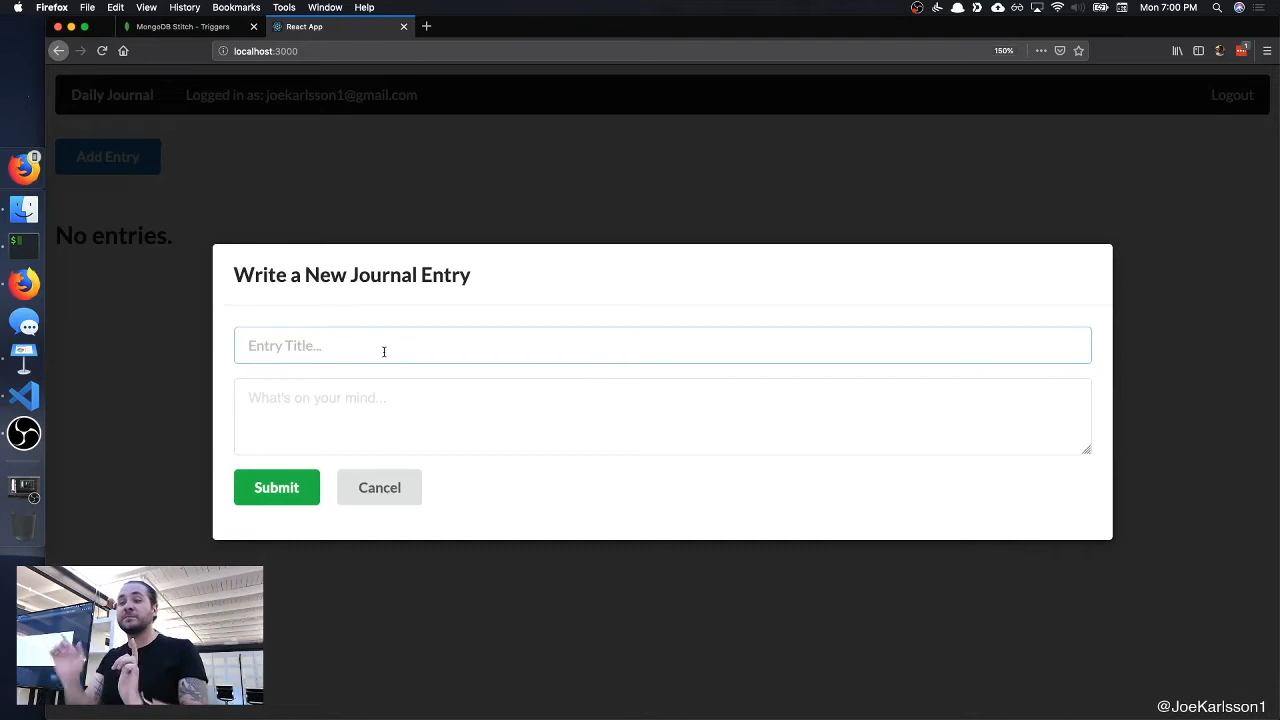 Firefox File Edit View History Bookmarks Tools Window Help Mon 7:00 PM
MongoDB Stitch - Triggers React App
localhost:3000 150%
Daily Journal Logged in as: joekarlsson1@gmail.com Logout
Add Entry
No entries.
Write a New Journal Entry
Entry Title...
What's on your mind...
Submit Cancel
@JoeKarlsson1